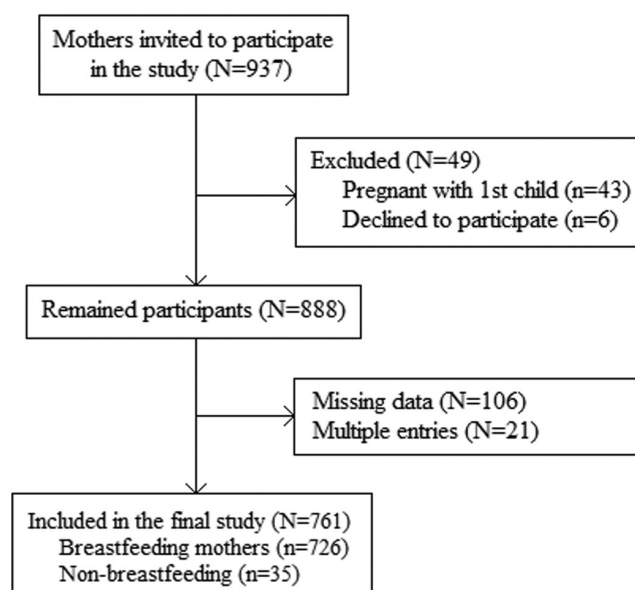 Mothers invited to participate
in the study (N=937)
Excluded (N=49)
Pregnant with 1st child (n=43)
Declined to participate (n=6)
Remained participants (N=888)
Missing data (N=106)
Multiple entries (N=21)
Included in the final study (N=761)
Breastfeeding mothers (n=726)
Non-breastfeeding (n=35)